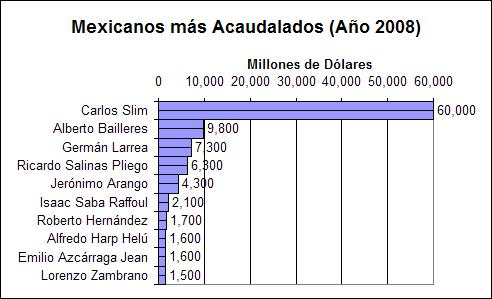 Mexicanos más Acaudalados (Año 2008)
Millones de Dólares
0 10,000 20,000 30,000 40,000 50,000 60,000
Carlos Slim 60,000
Alberto Bailleres 9,800
Germán Larrea 7,300
Ricardo Salinas Pliego 6,300
Jerónimo Arango 4,300
Isaac Saba Raffoul 2,100
Roberto Hernández 1,700
Alfredo Harp Helú 1,600
Emilio Azcárraga Jean 1,600
Lorenzo Zambrano 1,500